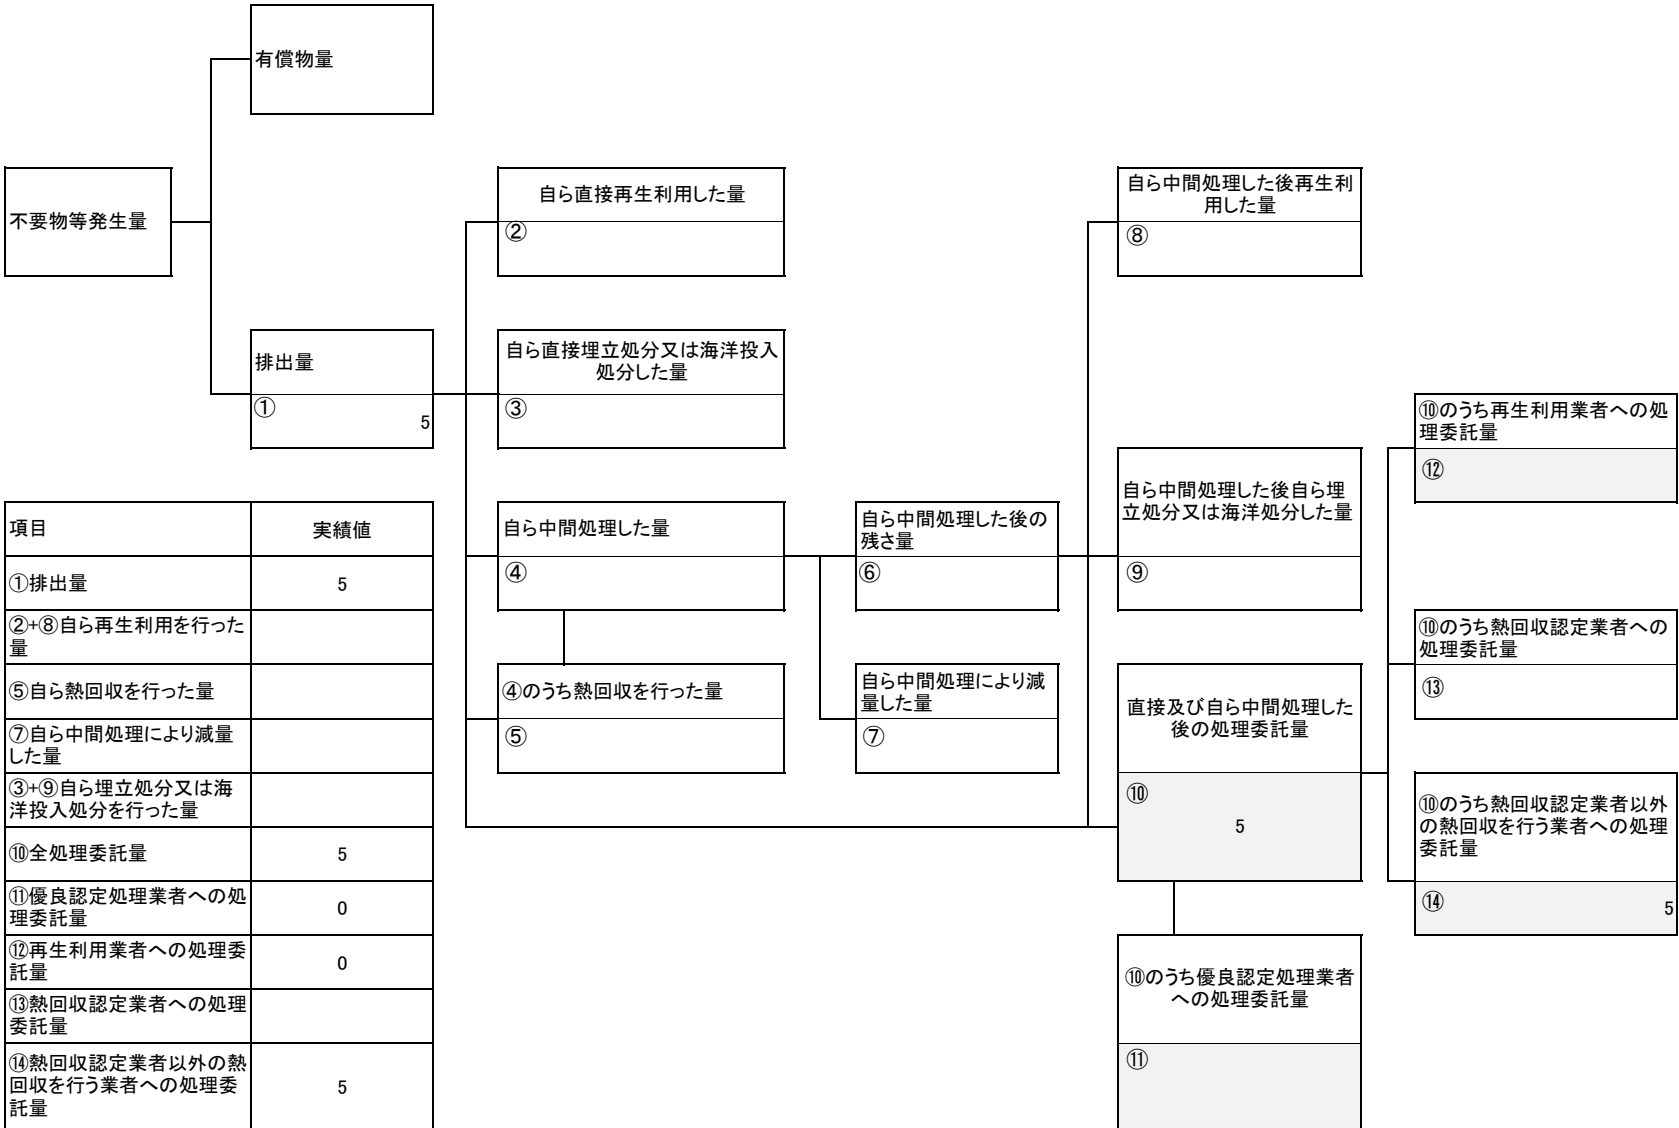 有償物量
不要物等発生量
自ら直接再生利用した量
②
自ら中間処理した後再生利
用した量
⑧
排出量
①
5
自ら直接埋立処分又は海洋投入
処分した量
③
⑩のうち再生利用業者への処
理委託量
⑫
自ら中間処理した量
④
自ら中間処理した後の
残さ量
⑥
自ら中間処理した後自ら埋
立処分又は海洋処分した量
⑨
⑩のうち熱回収認定業者への
処理委託量
⑬
④のうち熱回収を行った量
⑤
自ら中間処理により減
量した量
⑦
直接及び自ら中間処理した
後の処理委託量
⑩
5
⑩のうち熱回収認定業者以外
の熱回収を行う業者への処理
委託量
⑭
5
⑩のうち優良認定処理業者
への処理委託量
⑪
項目 実績値
①排出量 5
②+⑧自ら再生利用を行った
量
⑤自ら熱回収を行った量
⑦自ら中間処理により減量
した量
③+⑨自ら埋立処分又は海
洋投入処分を行った量
⑩全処理委託量 5
⑪優良認定処理業者への処
理委託量 0
⑫再生利用業者への処理委
託量 0
⑬熱回収認定業者への処理
委託量
⑭熱回収認定業者以外の熱
回収を行う業者への処理委 5
託量